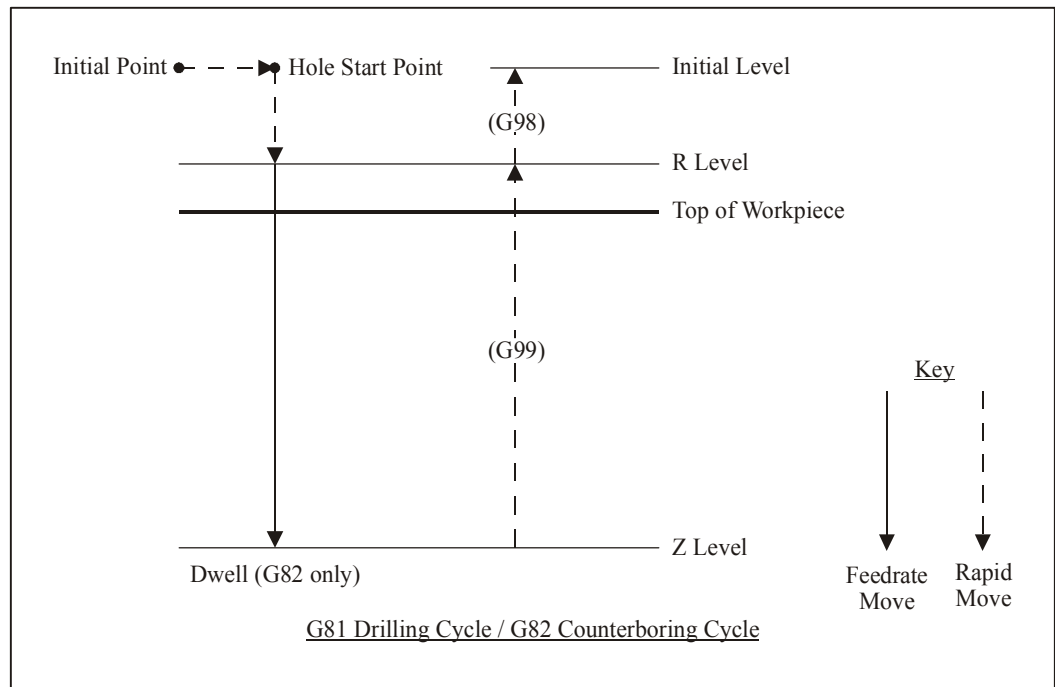 Initial Point
Hole Start Point
Initial Level
(G98)
R Level
Top of Workpiece
(G99)
Key
Z Level
Dwell (G82 only)
Feedrate
Move
Rapid
Move
G81 Drilling Cycle / G82 Counterboring Cycle